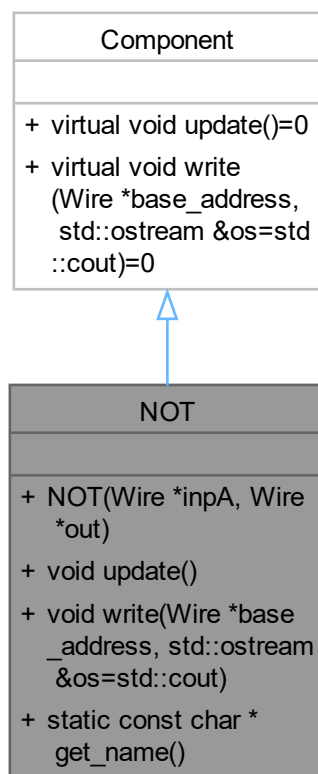 Component
+ virtual void update()=0
+ virtual void write
(Wire *base_address,
std::ostream &os=std
::cout)=0
NOT
+ NOT(Wire *inpA, Wire
*out)
+ void update()
+ void write(Wire *base
_address, std::ostream
&os=std::cout)
+ static const char *
get_name()